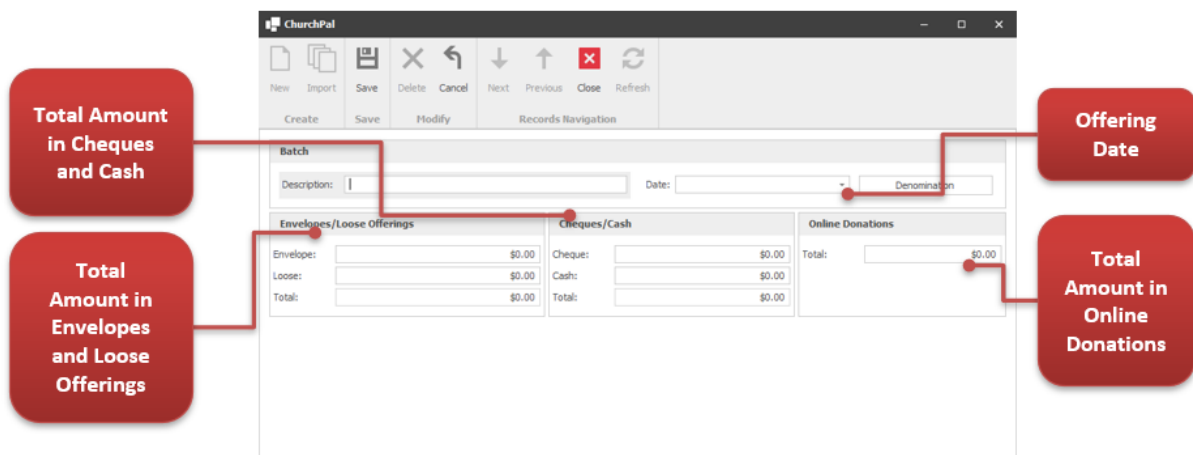 ChurchPal
New Import Save Delete Cancel Next Previous Close Refresh
Create Save Modify Records Navigation
Batch
Description: Date: Denomination
Envelopes/Loose Offerings Cheques/Cash Online Donations
Envelope: $0.00 Cheque: $0.00 Total: $0.00
Loose: $0.00 Cash: $0.00
Total: $0.00 Total: $0.00
Total Amount
in Cheques
and Cash
Total
Amount in
Envelopes
and Loose
Offerings
Offering
Date
Total
Amount in
Online
Donations